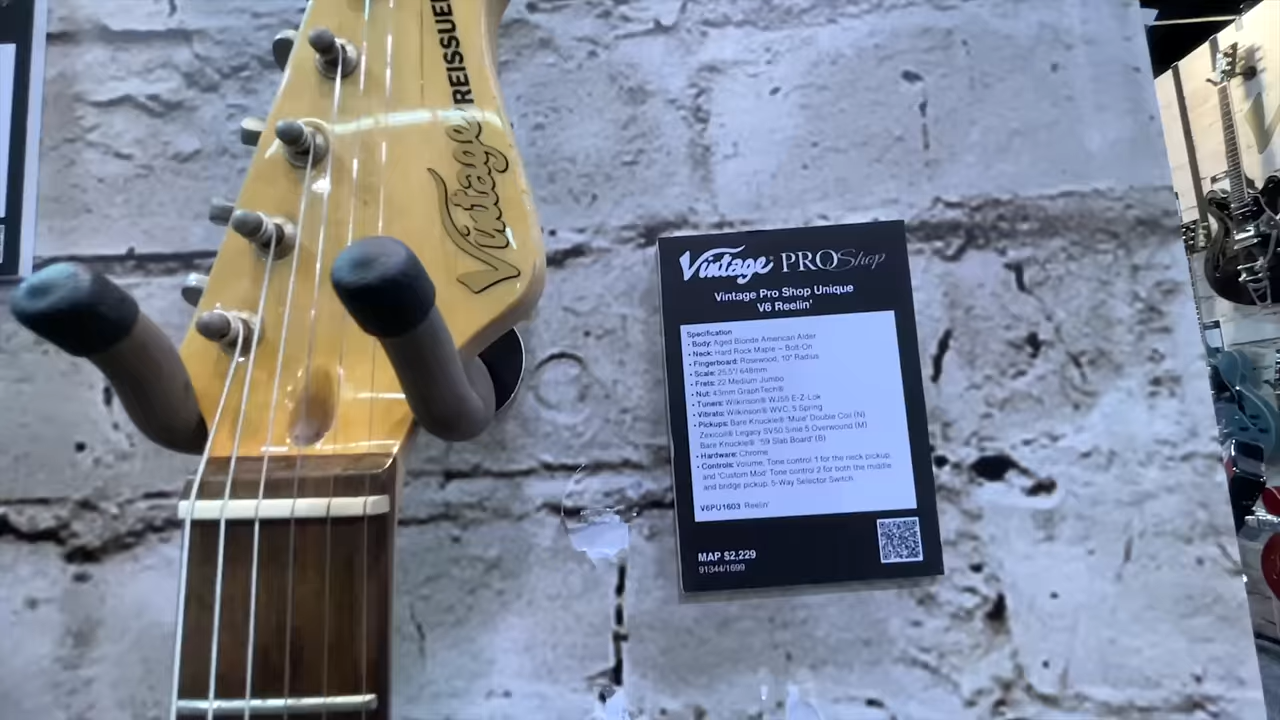 REISSUE
Vintage
Vintage® PROShop
Vintage Pro Shop Unique
V6 Reelin'
Specification
• Body: Aged Blonde American Alder
• Neck: Hard Rock Maple – Bolt-On
• Fingerboard: Rosewood, 10" Radius
• Scale: 25.5"/ 648mm
• Frets: 22 Medium Jumbo
• Nut: 43mm GraphTech®
• Tuners: Wilkinson® WJ55 E-Z-Lok
• Vibrato: Wilkinson® WVC, 5 Spring
• Pickups: Bare Knuckle® 'Mule' Double Coil (N)
Legacy SV50 5 Overwound (M)
Bare Knuckle® '59 Slab Board' (B)
• Hardware: Chrome
• Controls: Volume, Tone control 1 for the neck pickup,
and 'Custom Mod' Tone control 2 for both the middle
and bridge pickup. 5-Way Selector Switch.
V6PU1603 Reelin'
MAP $2,229
91344/1699